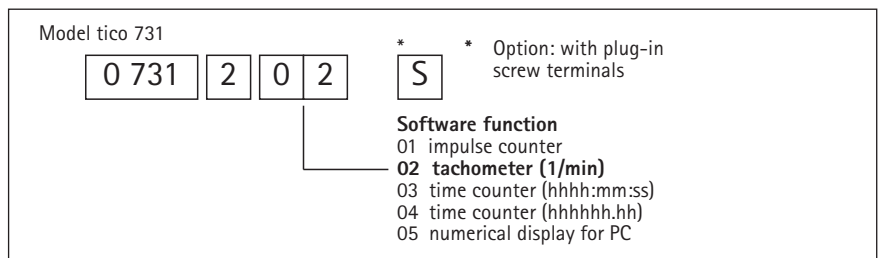 Model tico 731
* * Option: with plug-in
screw terminals
0 731 2 0 2 S
Software function
01 impulse counter
02 tachometer (1/min)
03 time counter (hhhh:mm:ss)
04 time counter (hhhhhh.hh)
05 numerical display for PC